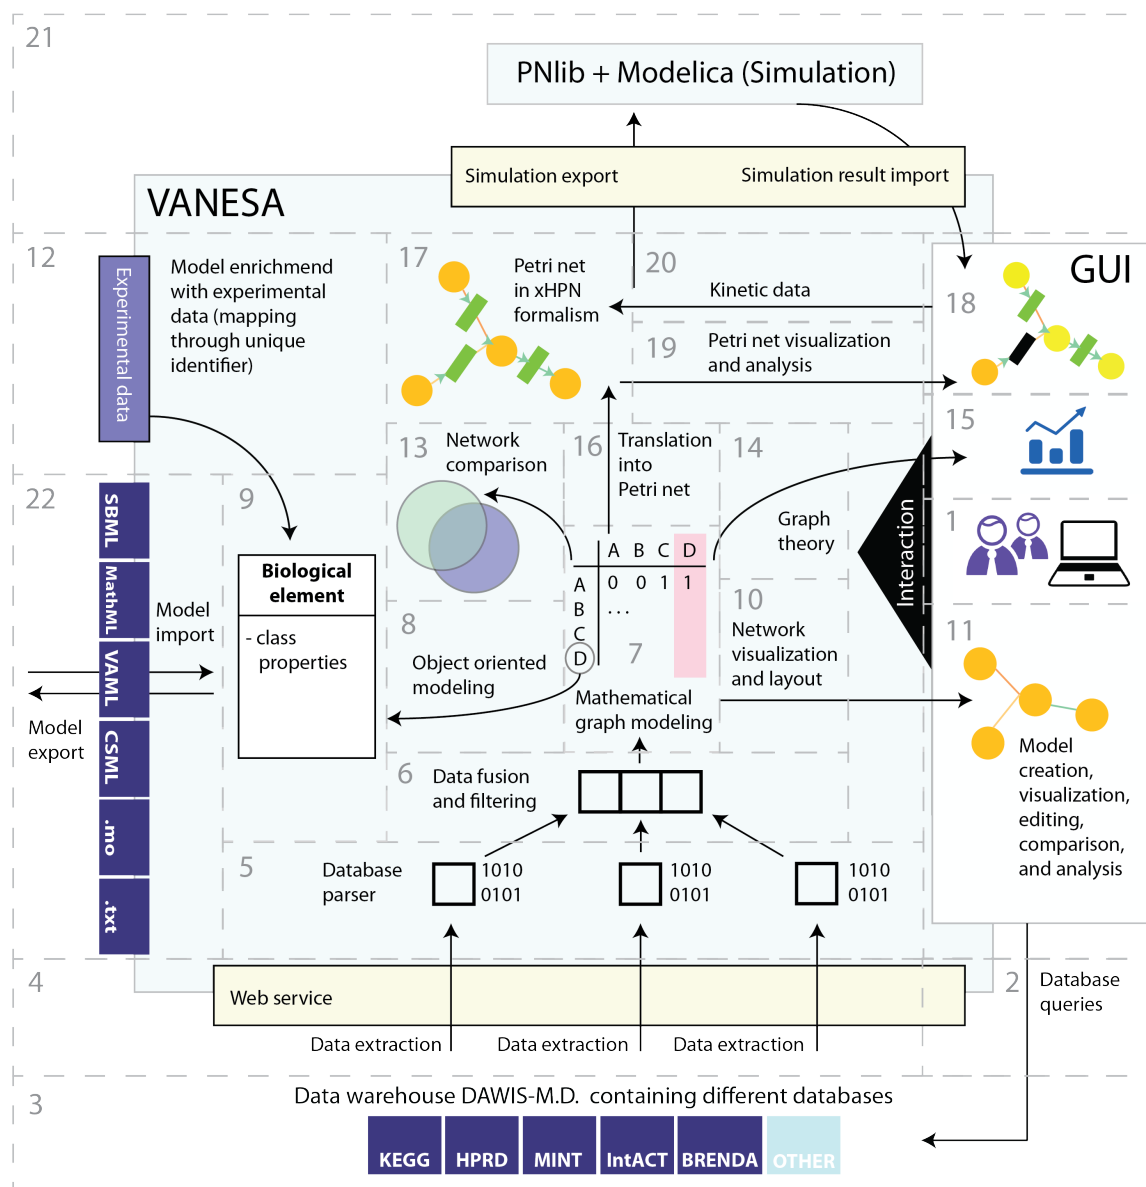 21
PNlib + Modelica (Simulation)
Simulation export
Simulation result import
VANESA
12
Experimental data
Model enrichmend
with experimental
data (mapping
through unique
identifier)
17
Petri net
in xHPN
formalism
20
Kinetic data
GUI
18
19
Petri net visualization
and analysis
13
Network
comparison
16
Translation
into
Petri net
14
Graph
theory
15
Interaction
1
22
SBML
MathML
VAML
CSML
.mo
.txt
Model
import
Model
export
9
Biological
element
- class
properties
8
Object oriented
modeling
A B C D
A 0 0 1 1
B ...
C
D
7
Mathematical
graph modeling
10
Network
visualization
and layout
11
Model
creation,
visualization,
editing,
comparison,
and analysis
6
Data fusion
and filtering
5
Database
parser
1010
0101
1010
0101
1010
0101
4
Web service
2
Database
queries
Data extraction
Data extraction
Data extraction
3
Data warehouse DAWIS-M.D. containing different databases
KEGG
HPRD
MINT
IntACT
BRENDA
OTHER